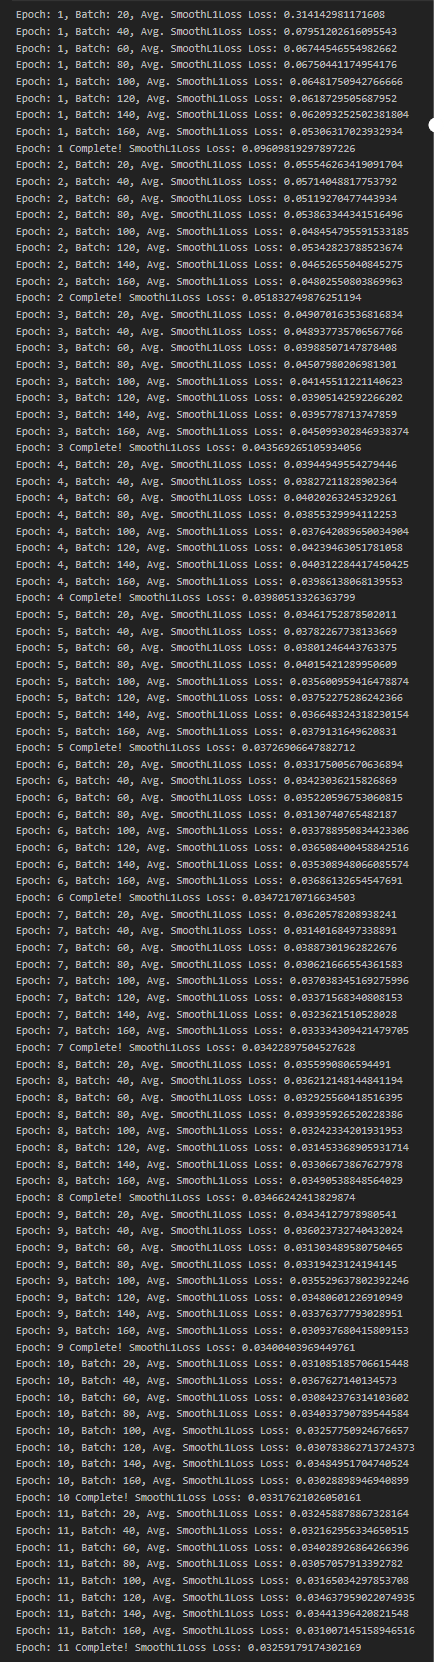 Epoch: 1, Batch: 20, Avg. SmoothL1Loss Loss: 0.314142981171608
Epoch: 1, Batch: 40, Avg. SmoothL1Loss Loss: 0.07951202616095543
Epoch: 1, Batch: 60, Avg. SmoothL1Loss Loss: 0.06744546554982662
Epoch: 1, Batch: 80, Avg. SmoothL1Loss Loss: 0.06750441174954176
Epoch: 1, Batch: 100, Avg. SmoothL1Loss Loss: 0.06481750942766666
Epoch: 1, Batch: 120, Avg. SmoothL1Loss Loss: 0.0618729505687952
Epoch: 1, Batch: 140, Avg. SmoothL1Loss Loss: 0.062093252502381804
Epoch: 1, Batch: 160, Avg. SmoothL1Loss Loss: 0.05306317023932934
Epoch: 1 Complete! SmoothL1Loss Loss: 0.09609819297897226
Epoch: 2, Batch: 20, Avg. SmoothL1Loss Loss: 0.055546263419091704
Epoch: 2, Batch: 40, Avg. SmoothL1Loss Loss: 0.05714048817753792
Epoch: 2, Batch: 60, Avg. SmoothL1Loss Loss: 0.05119270477443934
Epoch: 2, Batch: 80, Avg. SmoothL1Loss Loss: 0.053863344341516496
Epoch: 2, Batch: 100, Avg. SmoothL1Loss Loss: 0.048454795591533185
Epoch: 2, Batch: 120, Avg. SmoothL1Loss Loss: 0.05342823788523674
Epoch: 2, Batch: 140, Avg. SmoothL1Loss Loss: 0.04652655040845275
Epoch: 2, Batch: 160, Avg. SmoothL1Loss Loss: 0.04802550803869963
Epoch: 2 Complete! SmoothL1Loss Loss: 0.051832749876251194
Epoch: 3, Batch: 20, Avg. SmoothL1Loss Loss: 0.049070163536816834
Epoch: 3, Batch: 40, Avg. SmoothL1Loss Loss: 0.048937735706567766
Epoch: 3, Batch: 60, Avg. SmoothL1Loss Loss: 0.03988507147878408
Epoch: 3, Batch: 80, Avg. SmoothL1Loss Loss: 0.04507980206981301
Epoch: 3, Batch: 100, Avg. SmoothL1Loss Loss: 0.04145511221140623
Epoch: 3, Batch: 120, Avg. SmoothL1Loss Loss: 0.03905142592266202
Epoch: 3, Batch: 140, Avg. SmoothL1Loss Loss: 0.0395778713747859
Epoch: 3, Batch: 160, Avg. SmoothL1Loss Loss: 0.045099302846938374
Epoch: 3 Complete! SmoothL1Loss Loss: 0.043569265105934056
Epoch: 4, Batch: 20, Avg. SmoothL1Loss Loss: 0.03944949554279446
Epoch: 4, Batch: 40, Avg. SmoothL1Loss Loss: 0.03827211828902364
Epoch: 4, Batch: 60, Avg. SmoothL1Loss Loss: 0.04020263245329261
Epoch: 4, Batch: 80, Avg. SmoothL1Loss Loss: 0.03855329994112253
Epoch: 4, Batch: 100, Avg. SmoothL1Loss Loss: 0.037642089650034904
Epoch: 4, Batch: 120, Avg. SmoothL1Loss Loss: 0.04239463051781058
Epoch: 4, Batch: 140, Avg. SmoothL1Loss Loss: 0.040312284417450425
Epoch: 4, Batch: 160, Avg. SmoothL1Loss Loss: 0.03986138068139553
Epoch: 4 Complete! SmoothL1Loss Loss: 0.03980513326363799
Epoch: 5, Batch: 20, Avg. SmoothL1Loss Loss: 0.03461752878502011
Epoch: 5, Batch: 40, Avg. SmoothL1Loss Loss: 0.03782267738133669
Epoch: 5, Batch: 60, Avg. SmoothL1Loss Loss: 0.03801246443763375
Epoch: 5, Batch: 80, Avg. SmoothL1Loss Loss: 0.04015421289950609
Epoch: 5, Batch: 100, Avg. SmoothL1Loss Loss: 0.035600959416478874
Epoch: 5, Batch: 120, Avg. SmoothL1Loss Loss: 0.03752275286242366
Epoch: 5, Batch: 140, Avg. SmoothL1Loss Loss: 0.036648324318230154
Epoch: 5, Batch: 160, Avg. SmoothL1Loss Loss: 0.0379131649620831
Epoch: 5 Complete! SmoothL1Loss Loss: 0.03726906647882712
Epoch: 6, Batch: 20, Avg. SmoothL1Loss Loss: 0.033175005670636894
Epoch: 6, Batch: 40, Avg. SmoothL1Loss Loss: 0.03423036215826869
Epoch: 6, Batch: 60, Avg. SmoothL1Loss Loss: 0.035220596753060815
Epoch: 6, Batch: 80, Avg. SmoothL1Loss Loss: 0.03130740765482187
Epoch: 6, Batch: 100, Avg. SmoothL1Loss Loss: 0.033788950834423306
Epoch: 6, Batch: 120, Avg. SmoothL1Loss Loss: 0.036508400458842516
Epoch: 6, Batch: 140, Avg. SmoothL1Loss Loss: 0.035308948066085574
Epoch: 6, Batch: 160, Avg. SmoothL1Loss Loss: 0.03686132654547691
Epoch: 6 Complete! SmoothL1Loss Loss: 0.03472170716634503
Epoch: 7, Batch: 20, Avg. SmoothL1Loss Loss: 0.03620578208938241
Epoch: 7, Batch: 40, Avg. SmoothL1Loss Loss: 0.03140168497338891
Epoch: 7, Batch: 60, Avg. SmoothL1Loss Loss: 0.03887301962822676
Epoch: 7, Batch: 80, Avg. SmoothL1Loss Loss: 0.030621666554361583
Epoch: 7, Batch: 100, Avg. SmoothL1Loss Loss: 0.037038345169275996
Epoch: 7, Batch: 120, Avg. SmoothL1Loss Loss: 0.03371568340808153
Epoch: 7, Batch: 140, Avg. SmoothL1Loss Loss: 0.0323621510528028
Epoch: 7, Batch: 160, Avg. SmoothL1Loss Loss: 0.033334309421479705
Epoch: 7 Complete! SmoothL1Loss Loss: 0.03422897504527628
Epoch: 8, Batch: 20, Avg. SmoothL1Loss Loss: 0.0355990806594491
Epoch: 8, Batch: 40, Avg. SmoothL1Loss Loss: 0.036212148144841194
Epoch: 8, Batch: 60, Avg. SmoothL1Loss Loss: 0.032925560418516395
Epoch: 8, Batch: 80, Avg. SmoothL1Loss Loss: 0.039395926520228386
Epoch: 8, Batch: 100, Avg. SmoothL1Loss Loss: 0.03242334201931953
Epoch: 8, Batch: 120, Avg. SmoothL1Loss Loss: 0.031453368905931714
Epoch: 8, Batch: 140, Avg. SmoothL1Loss Loss: 0.03306673867627978
Epoch: 8, Batch: 160, Avg. SmoothL1Loss Loss: 0.03490538848564029
Epoch: 8 Complete! SmoothL1Loss Loss: 0.03466242413829874
Epoch: 9, Batch: 20, Avg. SmoothL1Loss Loss: 0.03434127978980541
Epoch: 9, Batch: 40, Avg. SmoothL1Loss Loss: 0.036023732740432024
Epoch: 9, Batch: 60, Avg. SmoothL1Loss Loss: 0.031303489580750465
Epoch: 9, Batch: 80, Avg. SmoothL1Loss Loss: 0.03319423124194145
Epoch: 9, Batch: 100, Avg. SmoothL1Loss Loss: 0.035529637802392246
Epoch: 9, Batch: 120, Avg. SmoothL1Loss Loss: 0.03480601226910949
Epoch: 9, Batch: 140, Avg. SmoothL1Loss Loss: 0.03376377793028951
Epoch: 9, Batch: 160, Avg. SmoothL1Loss Loss: 0.030937680415809153
Epoch: 9 Complete! SmoothL1Loss Loss: 0.03400403969449761
Epoch: 10, Batch: 20, Avg. SmoothL1Loss Loss: 0.031085185706615448
Epoch: 10, Batch: 40, Avg. SmoothL1Loss Loss: 0.0367627140134573
Epoch: 10, Batch: 60, Avg. SmoothL1Loss Loss: 0.030842376314103602
Epoch: 10, Batch: 80, Avg. SmoothL1Loss Loss: 0.034033790789544584
Epoch: 10, Batch: 100, Avg. SmoothL1Loss Loss: 0.03257750924676657
Epoch: 10, Batch: 120, Avg. SmoothL1Loss Loss: 0.030783862713724373
Epoch: 10, Batch: 140, Avg. SmoothL1Loss Loss: 0.03484951704740524
Epoch: 10, Batch: 160, Avg. SmoothL1Loss Loss: 0.03028898946940899
Epoch: 10 Complete! SmoothL1Loss Loss: 0.03317621026050161
Epoch: 11, Batch: 20, Avg. SmoothL1Loss Loss: 0.032458878867328164
Epoch: 11, Batch: 40, Avg. SmoothL1Loss Loss: 0.032162956334650515
Epoch: 11, Batch: 60, Avg. SmoothL1Loss Loss: 0.034028926864266396
Epoch: 11, Batch: 80, Avg. SmoothL1Loss Loss: 0.03057057913392782
Epoch: 11, Batch: 100, Avg. SmoothL1Loss Loss: 0.03165034297853708
Epoch: 11, Batch: 120, Avg. SmoothL1Loss Loss: 0.034637959022074935
Epoch: 11, Batch: 140, Avg. SmoothL1Loss Loss: 0.03441396420821548
Epoch: 11, Batch: 160, Avg. SmoothL1Loss Loss: 0.031007145158946516
Epoch: 11 Complete! SmoothL1Loss Loss: 0.03259179174302169